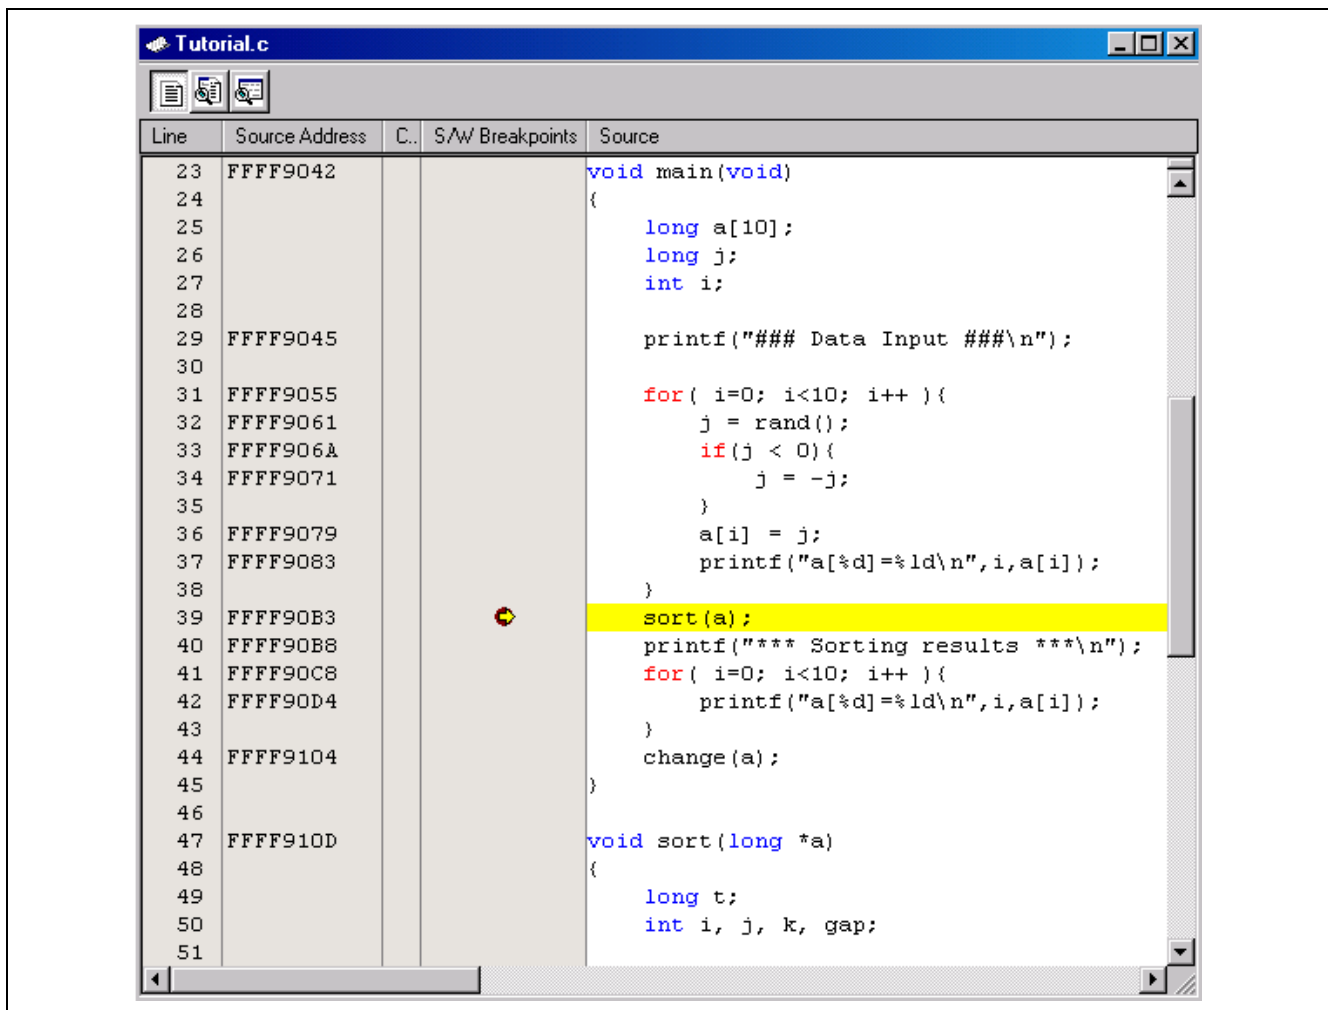 Tutorial.c
Line Source Address C.. S/W Breakpoints Source
23 FFFF9042 void main(void)
24 {
25 long a[10];
26 long j;
27 int i;
28
29 FFFF9045 printf("### Data Input ###\n");
30
31 FFFF9055 for( i=0; i<10; i++ ){
32 FFFF9061 j = rand();
33 FFFF906A if(j < 0){
34 FFFF9071 j = -j;
35 }
36 FFFF9079 a[i] = j;
37 FFFF9083 printf("a[%d]=%ld\n",i,a[i]);
38 }
39 FFFF90B3 sort(a);
40 FFFF90B8 printf("*** Sorting results ***\n");
41 FFFF90C8 for( i=0; i<10; i++ ){
42 FFFF90D4 printf("a[%d]=%ld\n",i,a[i]);
43 }
44 FFFF9104 change(a);
45 }
46
47 FFFF910D void sort(long *a)
48 {
49 long t;
50 int i, j, k, gap;
51